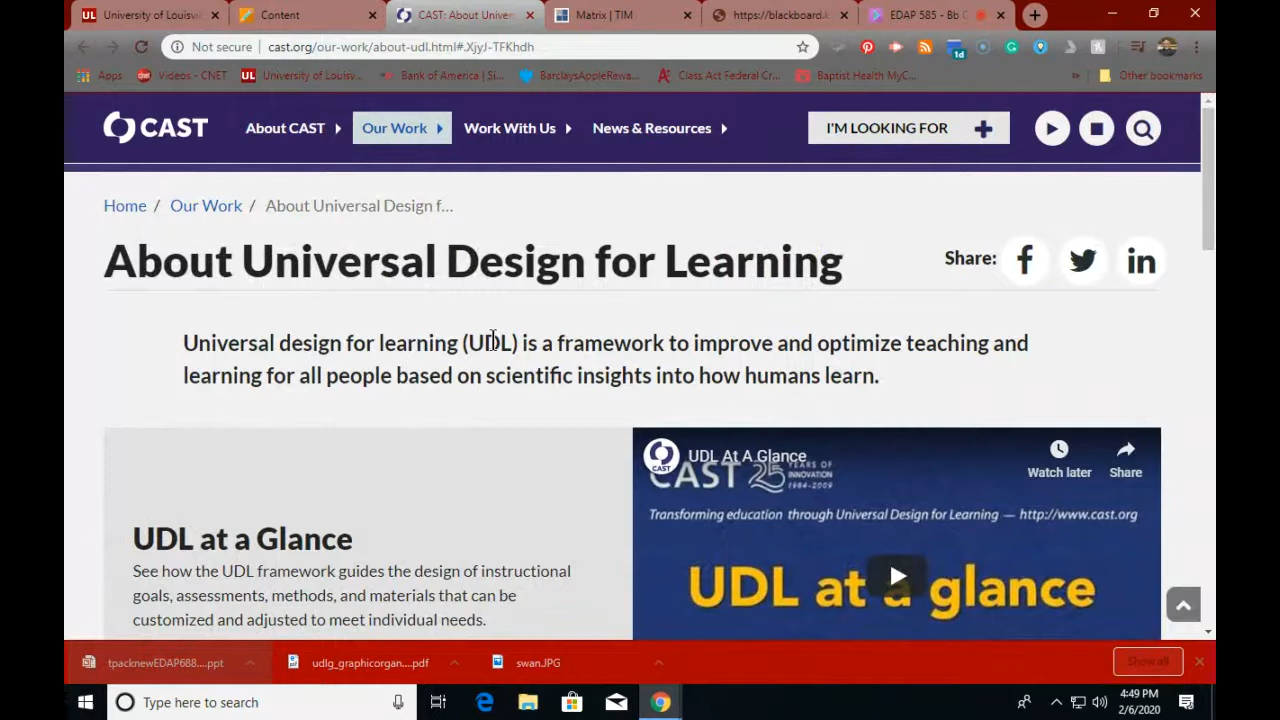 University of Louisvi
Content
CAST: About Univer
Matrix | TIM
https://blackboard.
EDAP 585 - Bb C
Not secure
cast.org/our-work/about-udl.html#.XjyJ-TFKhdh
1d
Apps
Videos - CNET
University of Louisv...
Bank of America | Si...
BarclaysAppleRewa...
Class Act Federal Cr...
Baptist Health MyC...
»
Other bookmarks
CAST
About CAST
Our Work
Work With Us
News & Resources
I'M LOOKING FOR
Home / Our Work / About Universal Design f...
About Universal Design for Learning
Share:
Universal design for learning (UDL) is a framework to improve and optimize teaching and
learning for all people based on scientific insights into how humans learn.
UDL at a Glance
See how the UDL framework guides the design of instructional
goals, assessments, methods, and materials that can be
customized and adjusted to meet individual needs.
CAST
UDL At A Glance
Watch later
Share
CAST 25 YEARS OF
INNOVATION
1984-2009
Transforming education through Universal Design for Learning — http://www.cast.org
UDL at a glance
tpacknewEDAP688....ppt
udlg_graphicorgan....pdf
swan.JPG
Show all
Type here to search
4:49 PM
2/6/2020